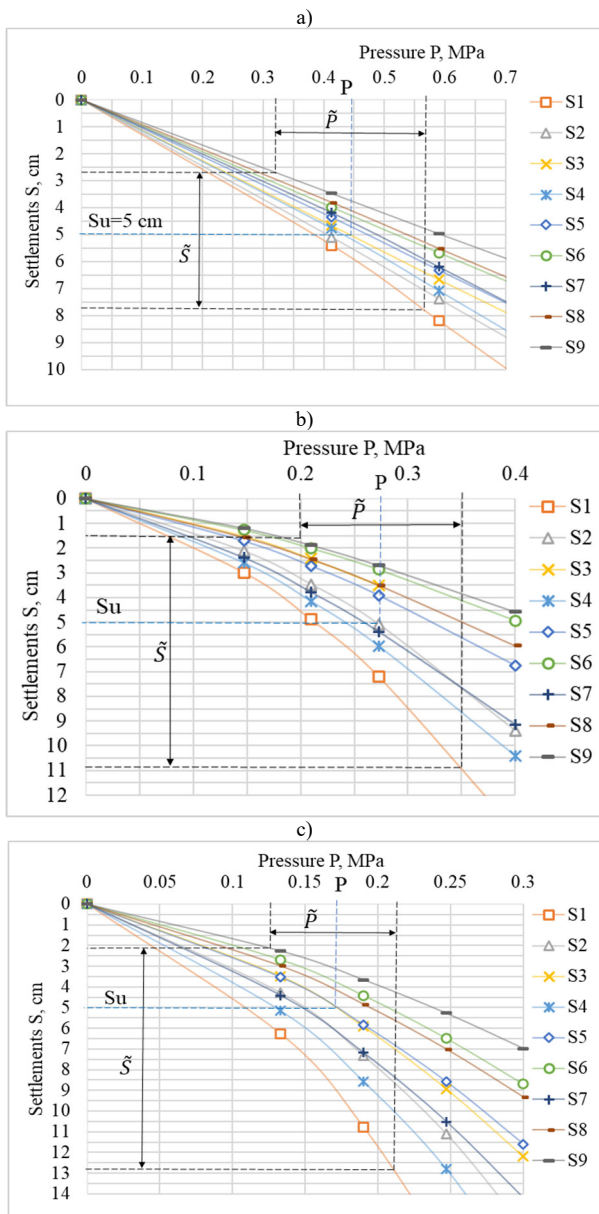 a)
Pressure P, MPa
P
0 0.1 0.2 0.3 0.4 0.5 0.6 0.7
Settlements S, cm
0
1
2
3
4
5
6
7
8
9
10
P̃
Su=5 cm
S̃
S1
S2
S3
S4
S5
S6
S7
S8
S9
b)
Pressure P, MPa
0 0.1 0.2 0.3 0.4
P
Settlements S, cm
0
1
2
3
4
5
6
7
8
9
10
11
12
P̃
Su
S̃
S1
S2
S3
S4
S5
S6
S7
S8
S9
c)
Pressure P, MPa
P
0 0.05 0.1 0.15 0.2 0.25 0.3
Settlements S, cm
0
1
2
3
4
5
6
7
8
9
10
11
12
13
14
P̃
Su
S̃
S1
S2
S3
S4
S5
S6
S7
S8
S9